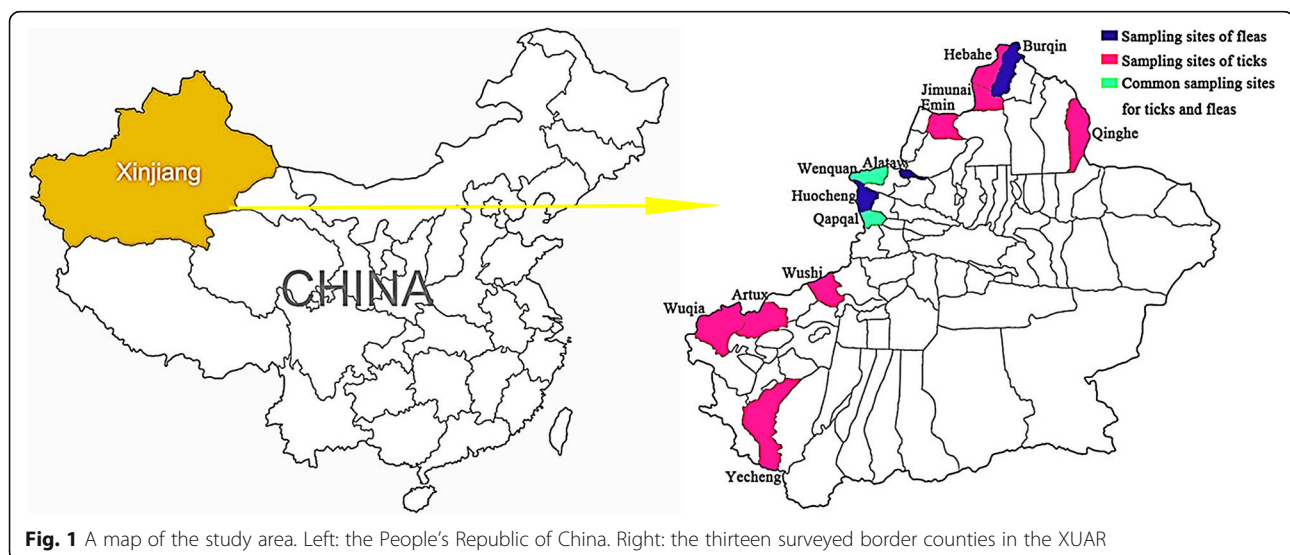 Xinjiang
CHINA
Hebahe
Burqin
Jimunai
Emin
Qinghe
Wenquan
Alataw
Huocheng
Qapqal
Wushi
Artux
Wuqia
Yecheng
Sampling sites of fleas
Sampling sites of ticks
Common sampling sites
for ticks and fleas
Fig. 1 A map of the study area. Left: the People's Republic of China. Right: the thirteen surveyed border counties in the XUAR